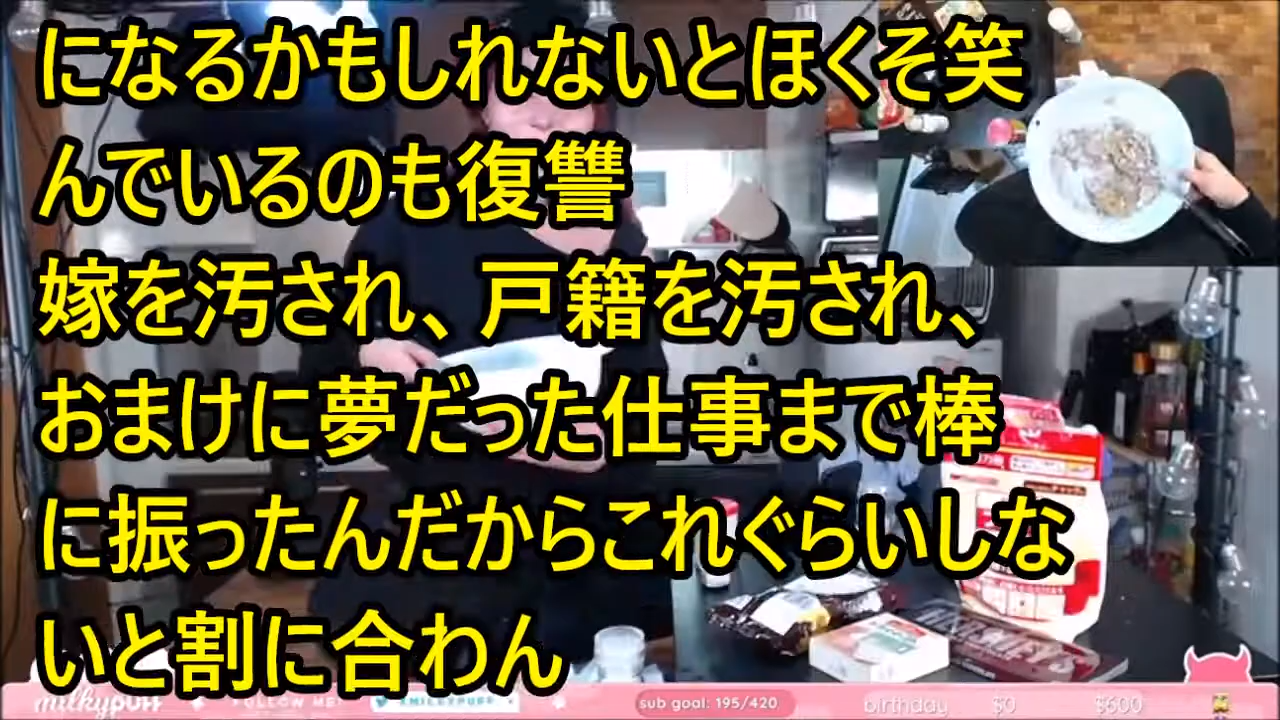 になるかもしれないとほくそ笑
んでいるのも復讐
嫁を汚され、戸籍を汚され、
おまけに夢だった仕事まで棒
に振ったんだからこれぐらいしな
いと割に合わん
milkypuff
FOLLOW ME!
sub goal: 195/420
birthday $0 $600